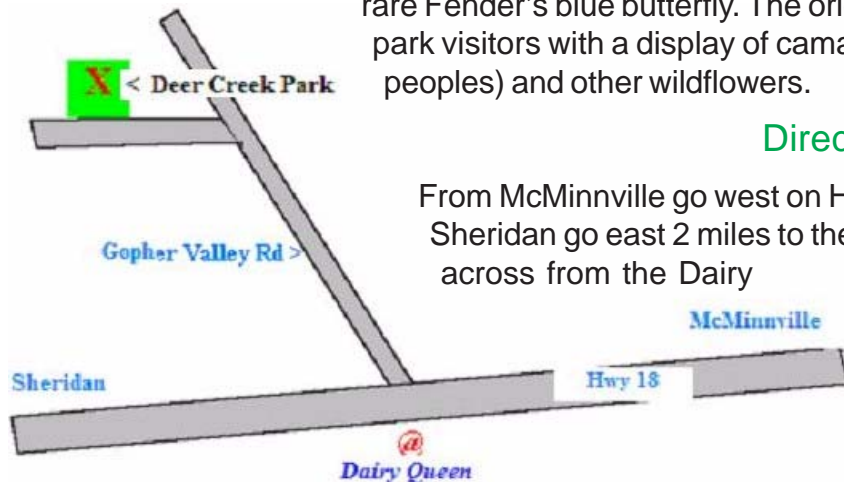 rare Fender's blue butterfly. The ori
park visitors with a display of cama
peoples) and other wildflowers.
X < Deer Creek Park
Direc
From McMinnville go west on H
Sheridan go east 2 miles to the
across from the Dairy
Gopher Valley Rd >
McMinnville
Sheridan
Hwy 18
@
Dairy Queen